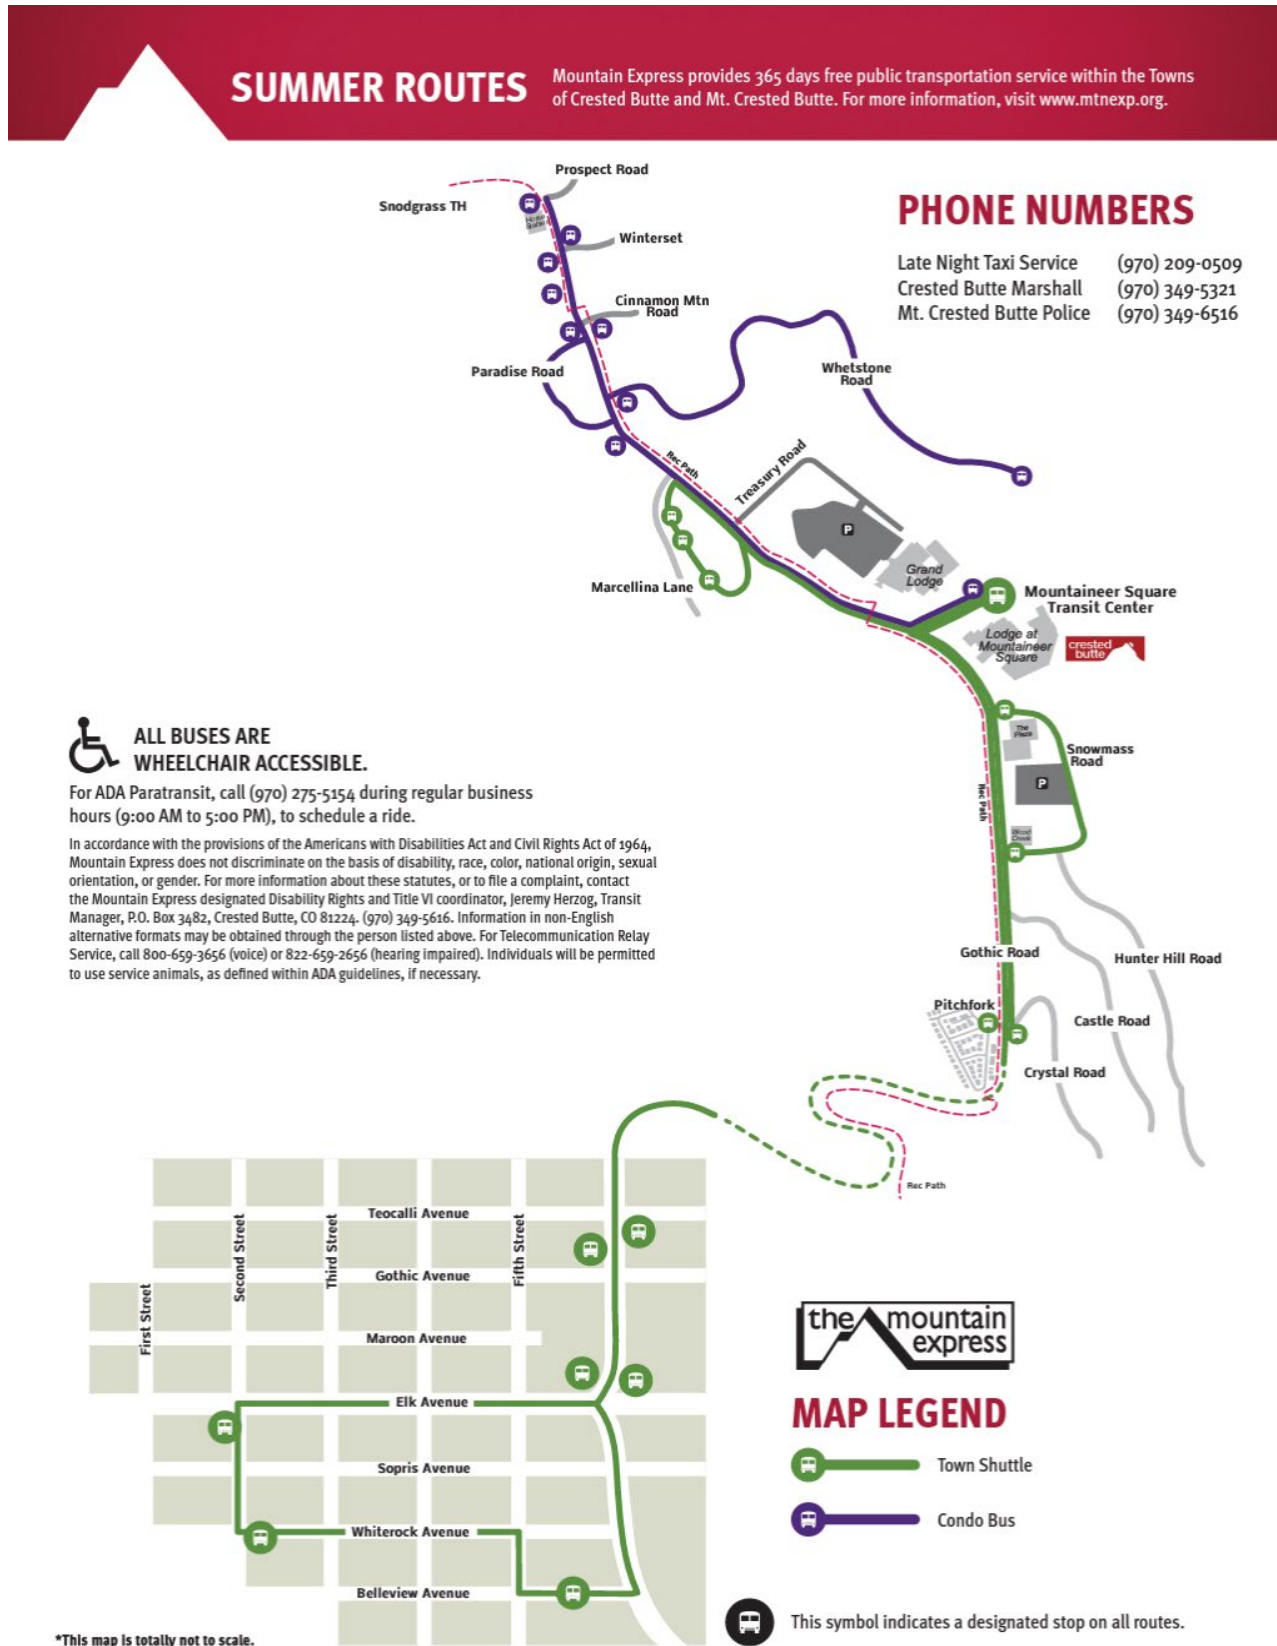 SUMMER ROUTES
Mountain Express provides 365 days free public transportation service within the Towns
of Crested Butte and Mt. Crested Butte. For more information, visit www.mtnexp.org.
Prospect Road
Snodgrass TH
Winterset
Cinnamon Mtn
Road
Paradise Road
Whetstone
Road
PHONE NUMBERS
Late Night Taxi Service (970) 209-0509
Crested Butte Marshall (970) 349-5321
Mt. Crested Butte Police (970) 349-6516
Rec Path
Treasury Road
P
Grand
Lodge
Marcellina Lane
Mountaineer Square
Transit Center
Lodge at
Mountaineer
Square
crested
butte
ALL BUSES ARE
WHEELCHAIR ACCESSIBLE.
For ADA Paratransit, call (970) 275-5154 during regular business
hours (9:00 AM to 5:00 PM), to schedule a ride.
In accordance with the provisions of the Americans with Disabilities Act and Civil Rights Act of 1964,
Mountain Express does not discriminate on the basis of disability, race, color, national origin, sexual
orientation, or gender. For more information about these statutes, or to file a complaint, contact
the Mountain Express designated Disability Rights and Title VI coordinator, Jeremy Herzog, Transit
Manager, P.O. Box 3482, Crested Butte, CO 81224. (970) 349-5616. Information in non-English
alternative formats may be obtained through the person listed above. For Telecommunication Relay
Service, call 800-659-3656 (voice) or 822-659-2656 (hearing impaired). Individuals will be permitted
to use service animals, as defined within ADA guidelines, if necessary.
The
Plaza
Snowmass
Road
P
Rec Path
Wood
Creek
Gothic Road
Hunter Hill Road
Pitchfork
Castle Road
Crystal Road
Rec Path
Teocalli Avenue
Second Street
Third Street
Fifth Street
Gothic Avenue
First Street
Maroon Avenue
Elk Avenue
Sopris Avenue
Whiterock Avenue
Belleview Avenue
the mountain
express
MAP LEGEND
Town Shuttle
Condo Bus
This symbol indicates a designated stop on all routes.
*This map is totally not to scale.